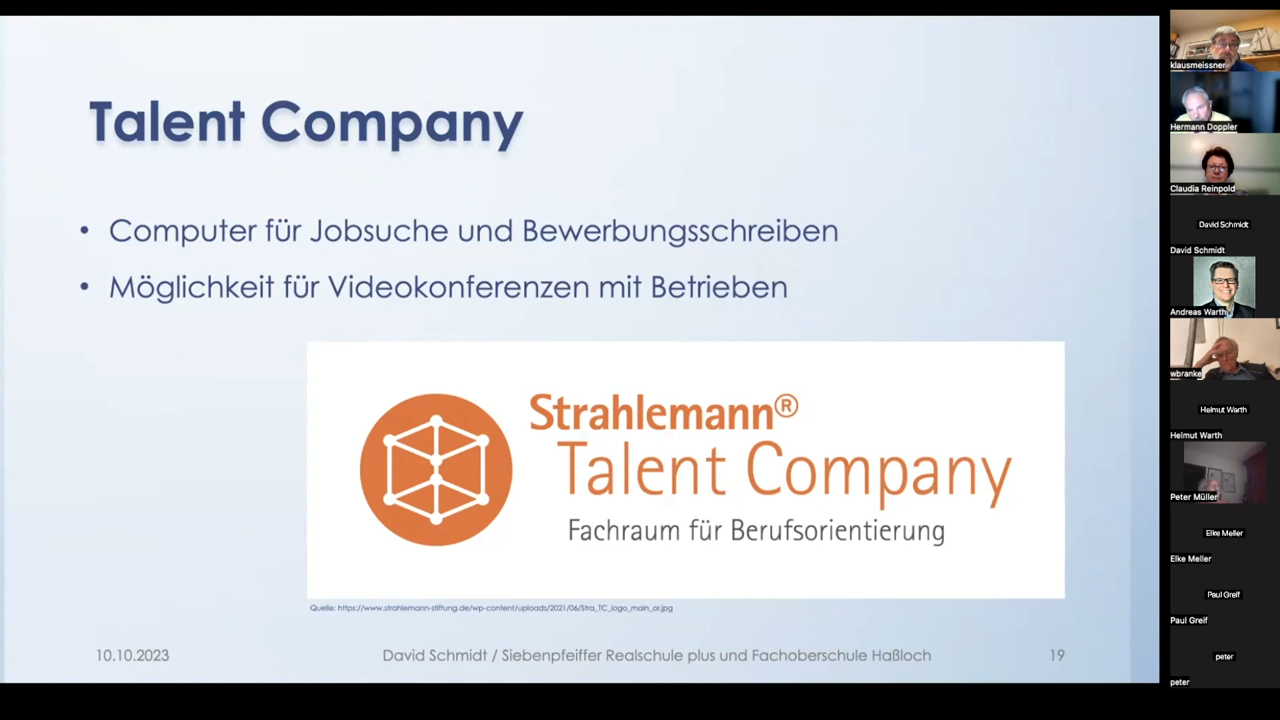 Talent Company
• Computer für Jobsuche und Bewerbungsschreiben
• Möglichkeit für Videokonferenzen mit Betrieben
Strahlemann®
Talent Company
Fachraum für Berufsorientierung
Quelle: https://www.strahlemann-stiftung.de/wp-content/uploads/2021/06/Stra_TC_logo_main_or.jpg
10.10.2023
David Schmidt / Siebenpfeiffer Realschule plus und Fachoberschule Haßloch
19
klausmeissner
Hermann Doppler
Claudia Reinpold
David Schmidt
David Schmidt
Andreas Warth
wbranke
Helmut Warth
Helmut Warth
Peter Müller
Elke Meller
Elke Meller
Paul Greif
Paul Greif
peter
peter